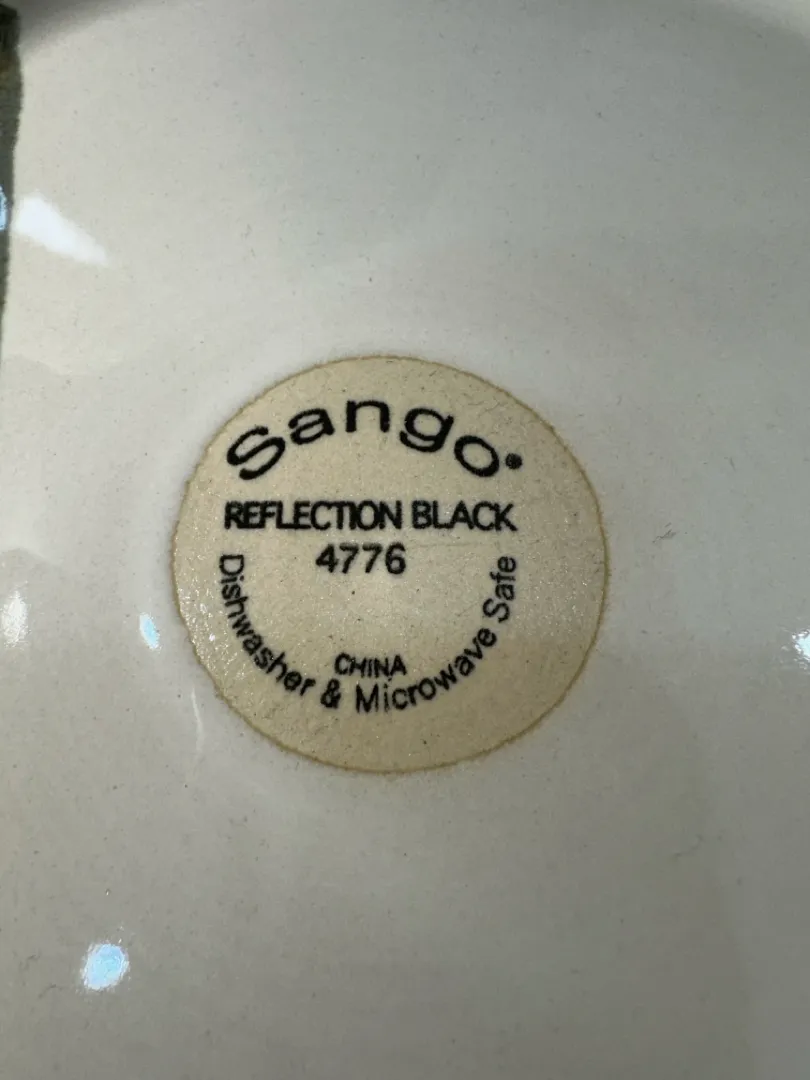 Sango®
REFLECTION BLACK
4776
CHINA
Dishwasher & Microwave Safe